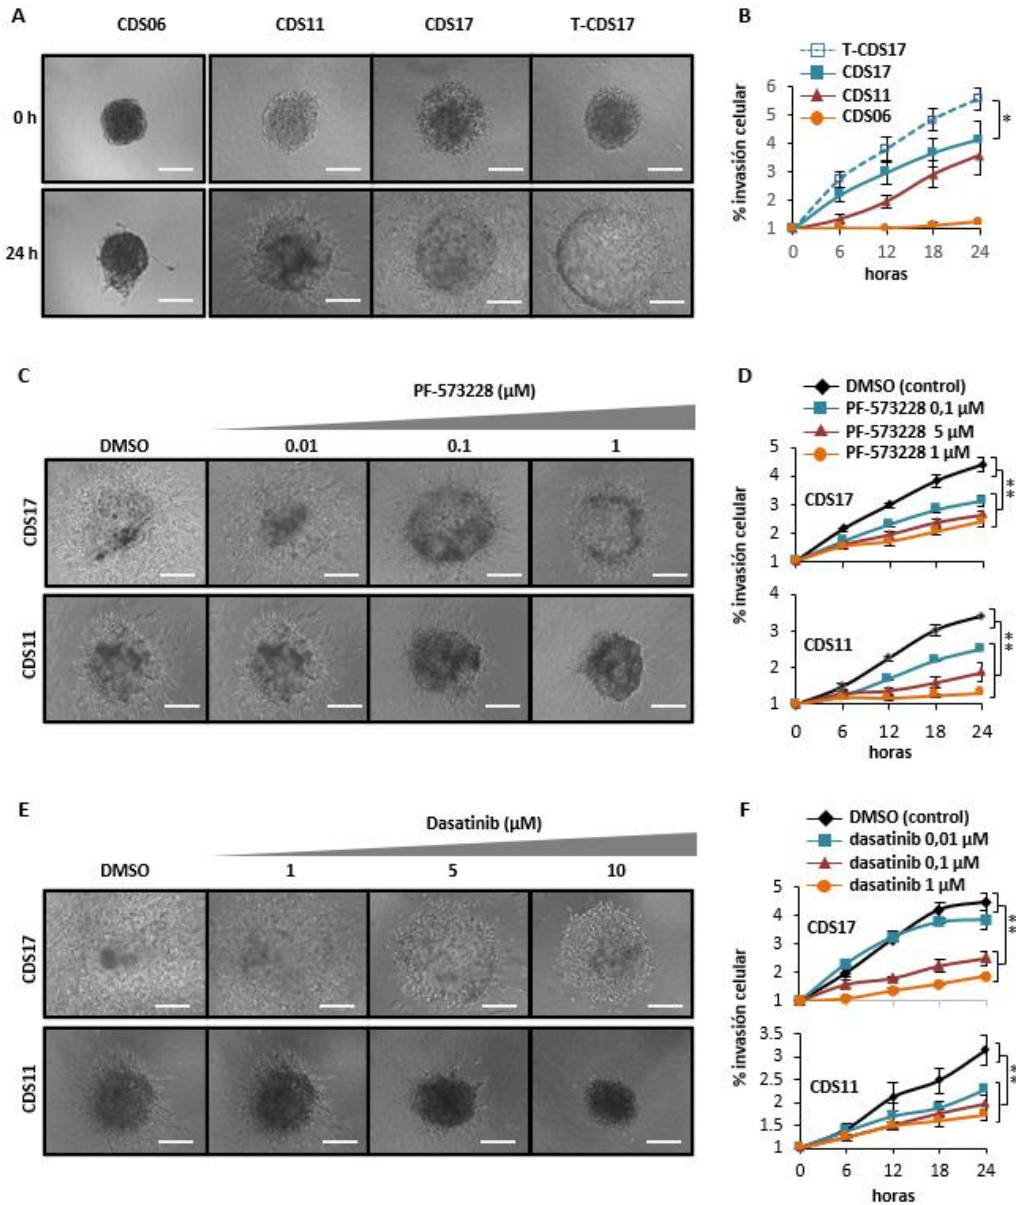 A
CDS06 CDS11 CDS17 T-CDS17
0 h
24 h
B
T-CDS17
CDS17
CDS11
CDS06
% invasión celular
6
5
4
3
2
1
0 6 12 18 24
horas
*
C
PF-573228 (µM)
DMSO 0.01 0.1 1
CDS17
CDS11
D
DMSO (control)
PF-573228 0,1 µM
PF-573228 5 µM
PF-573228 1 µM
% invasión celular
5
4
3
2
1
CDS17
**
4
3
2
1
CDS11
**
0 6 12 18 24
horas
E
Dasatinib (µM)
DMSO 1 5 10
CDS17
CDS11
F
DMSO (control)
dasatinib 0,01 µM
dasatinib 0,1 µM
dasatinib 1 µM
% invasión celular
5
4
3
2
1
CDS17
**
3.5
3
2.5
2
1.5
1
CDS11
**
0 6 12 18 24
horas